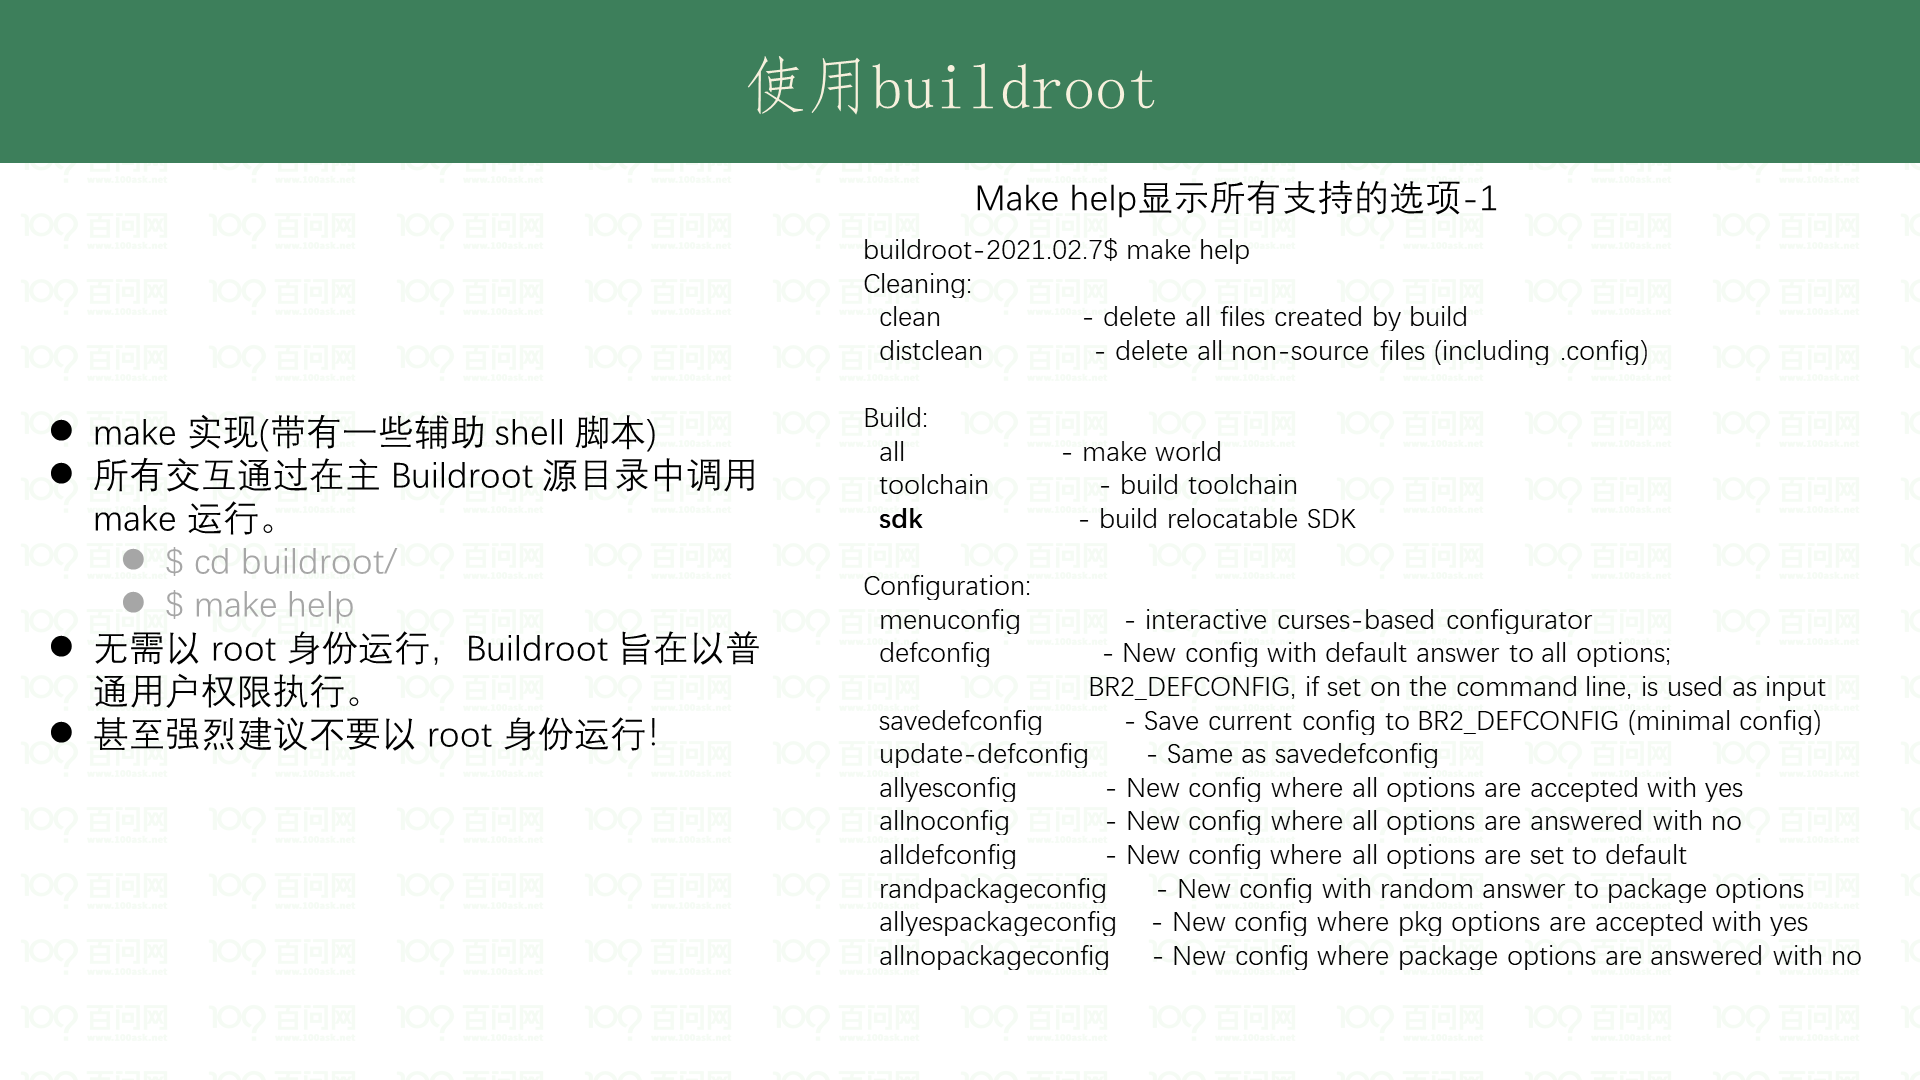 使用buildroot
make 实现(带有一些辅助 shell 脚本)
所有交互通过在主 Buildroot 源目录中调用
make 运行。
$ cd buildroot/
$ make help
无需以 root 身份运行，Buildroot 旨在以普
通用户权限执行。
甚至强烈建议不要以 root 身份运行！
Make help显示所有支持的选项-1
buildroot-2021.02.7$ make help
Cleaning:
clean - delete all files created by build
distclean - delete all non-source files (including .config)
Build:
all - make world
toolchain - build toolchain
sdk - build relocatable SDK
Configuration:
menuconfig - interactive curses-based configurator
defconfig - New config with default answer to all options;
BR2_DEFCONFIG, if set on the command line, is used as input
savedefconfig - Save current config to BR2_DEFCONFIG (minimal config)
update-defconfig - Same as savedefconfig
allyesconfig - New config where all options are accepted with yes
allnoconfig - New config where all options are answered with no
alldefconfig - New config where all options are set to default
randpackageconfig - New config with random answer to package options
allyespackageconfig - New config where pkg options are accepted with yes
allnopackageconfig - New config where package options are answered with no